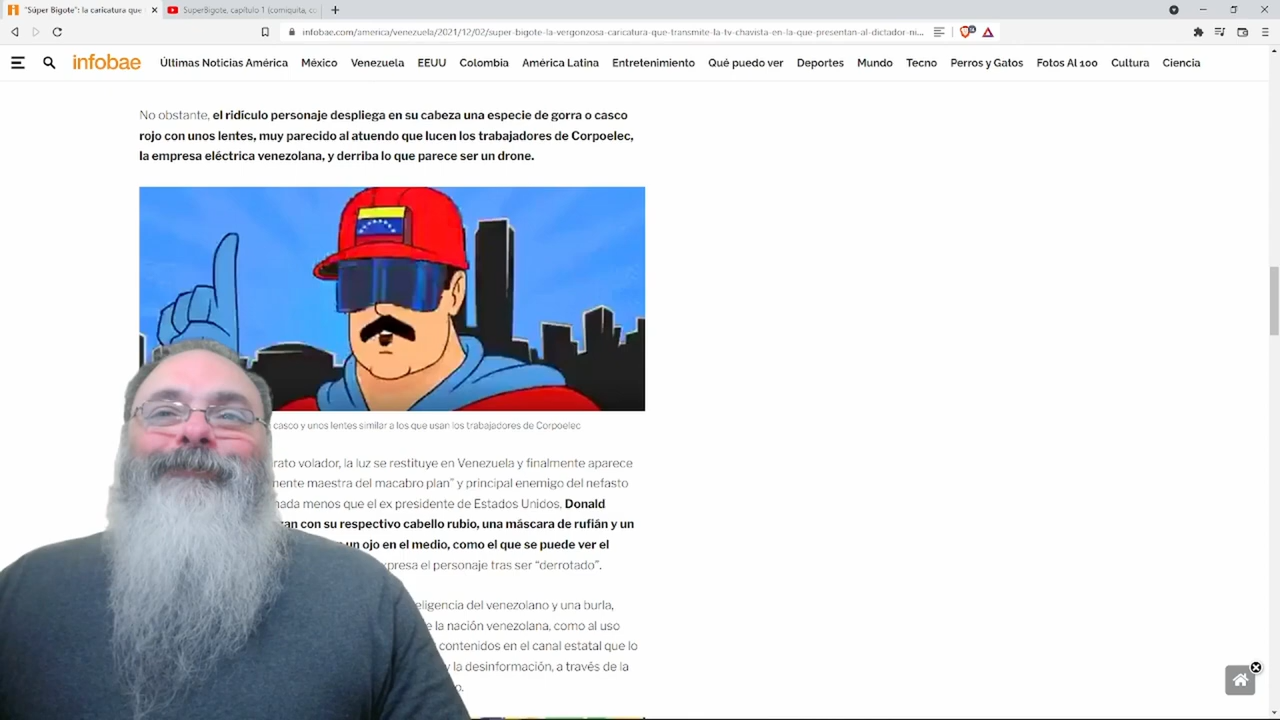 "Súper Bigote": la caricatura que
SuperBigote, capítulo 1 (comiquita, co
infobae.com/america/venezuela/2021/12/02/super-bigote-la-vergonzosa-caricatura-que-transmite-la-tv-chavista-en-la-que-presentan-al-dictador-ni...
infobae
Últimas Noticias América México Venezuela EEUU Colombia América Latina Entretenimiento Qué puedo ver Deportes Mundo Tecno Perros y Gatos Fotos Al 100 Cultura Ciencia
No obstante, el ridículo personaje despliega en su cabeza una especie de gorra o casco
rojo con unos lentes, muy parecido al atuendo que lucen los trabajadores de Corpoelec,
la empresa eléctrica venezolana, y derriba lo que parece ser un drone.
casco y unos lentes similar a los que usan los trabajadores de Corpoelec
rato volador, la luz se restituye en Venezuela y finalmente aparece
mente maestra del macabro plan" y principal enemigo del nefasto
nada menos que el ex presidente de Estados Unidos, Donald
con su respectivo cabello rubio, una máscara de rufián y un
un ojo en el medio, como el que se puede ver el
xpresa el personaje tras ser "derrotado".
eligencia del venezolano y una burla,
e la nación venezolana, como al uso
contenidos en el canal estatal que lo
y la desinformación, a través de la